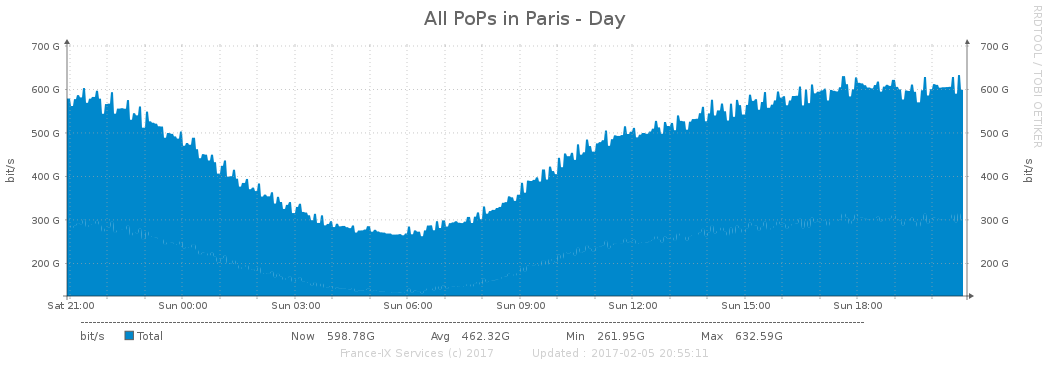 All PoPs in Paris - Day
RRDTOOL / TOBI OETIKER
bit/s
700 G
600 G
500 G
400 G
300 G
200 G
700 G
600 G
500 G
400 G
300 G
200 G
bit/s
Sat 21:00 Sun 00:00 Sun 03:00 Sun 06:00 Sun 09:00 Sun 12:00 Sun 15:00 Sun 18:00
bit/s Total Now 598.78G Avg 462.32G Min 261.95G Max 632.59G
France-IX Services (c) 2017 Updated : 2017-02-05 20:55:11